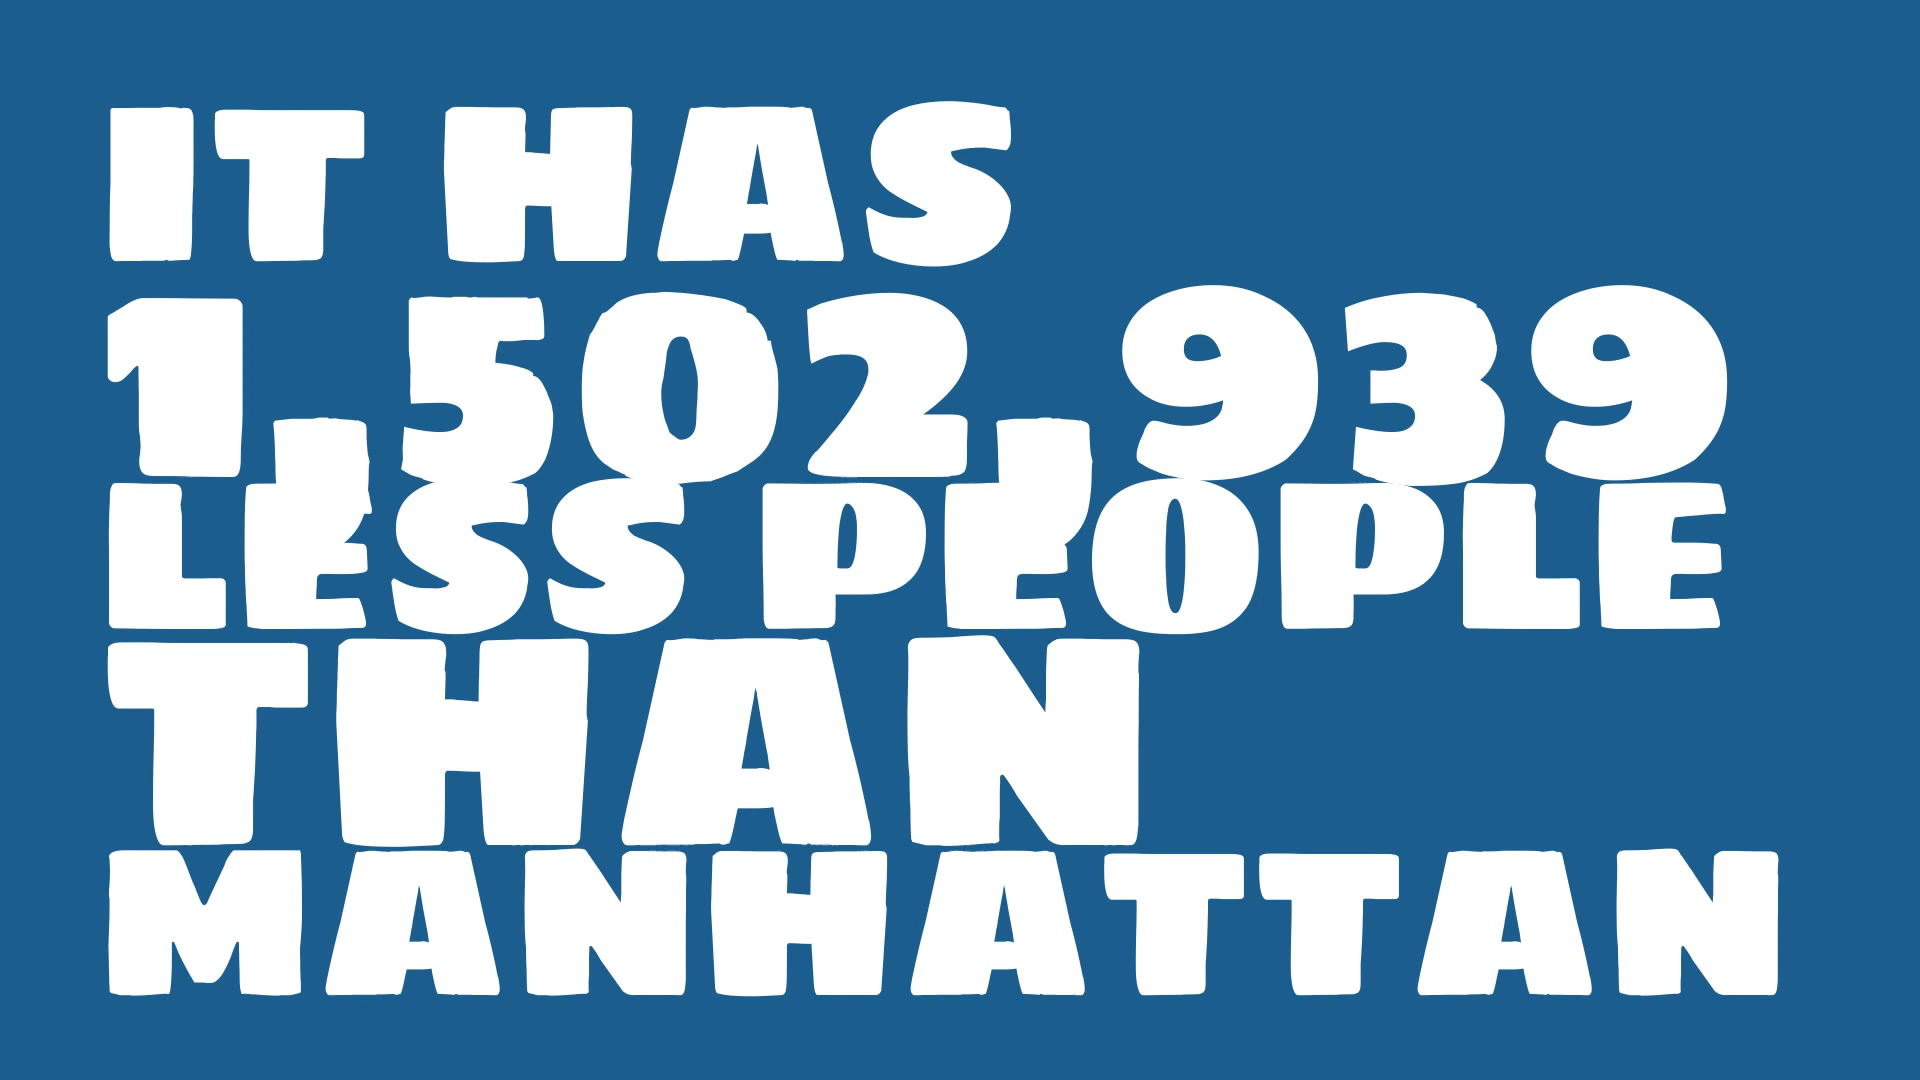 IT HAS
1,502,939
LESS PEOPLE
THAN
MANHATTAN